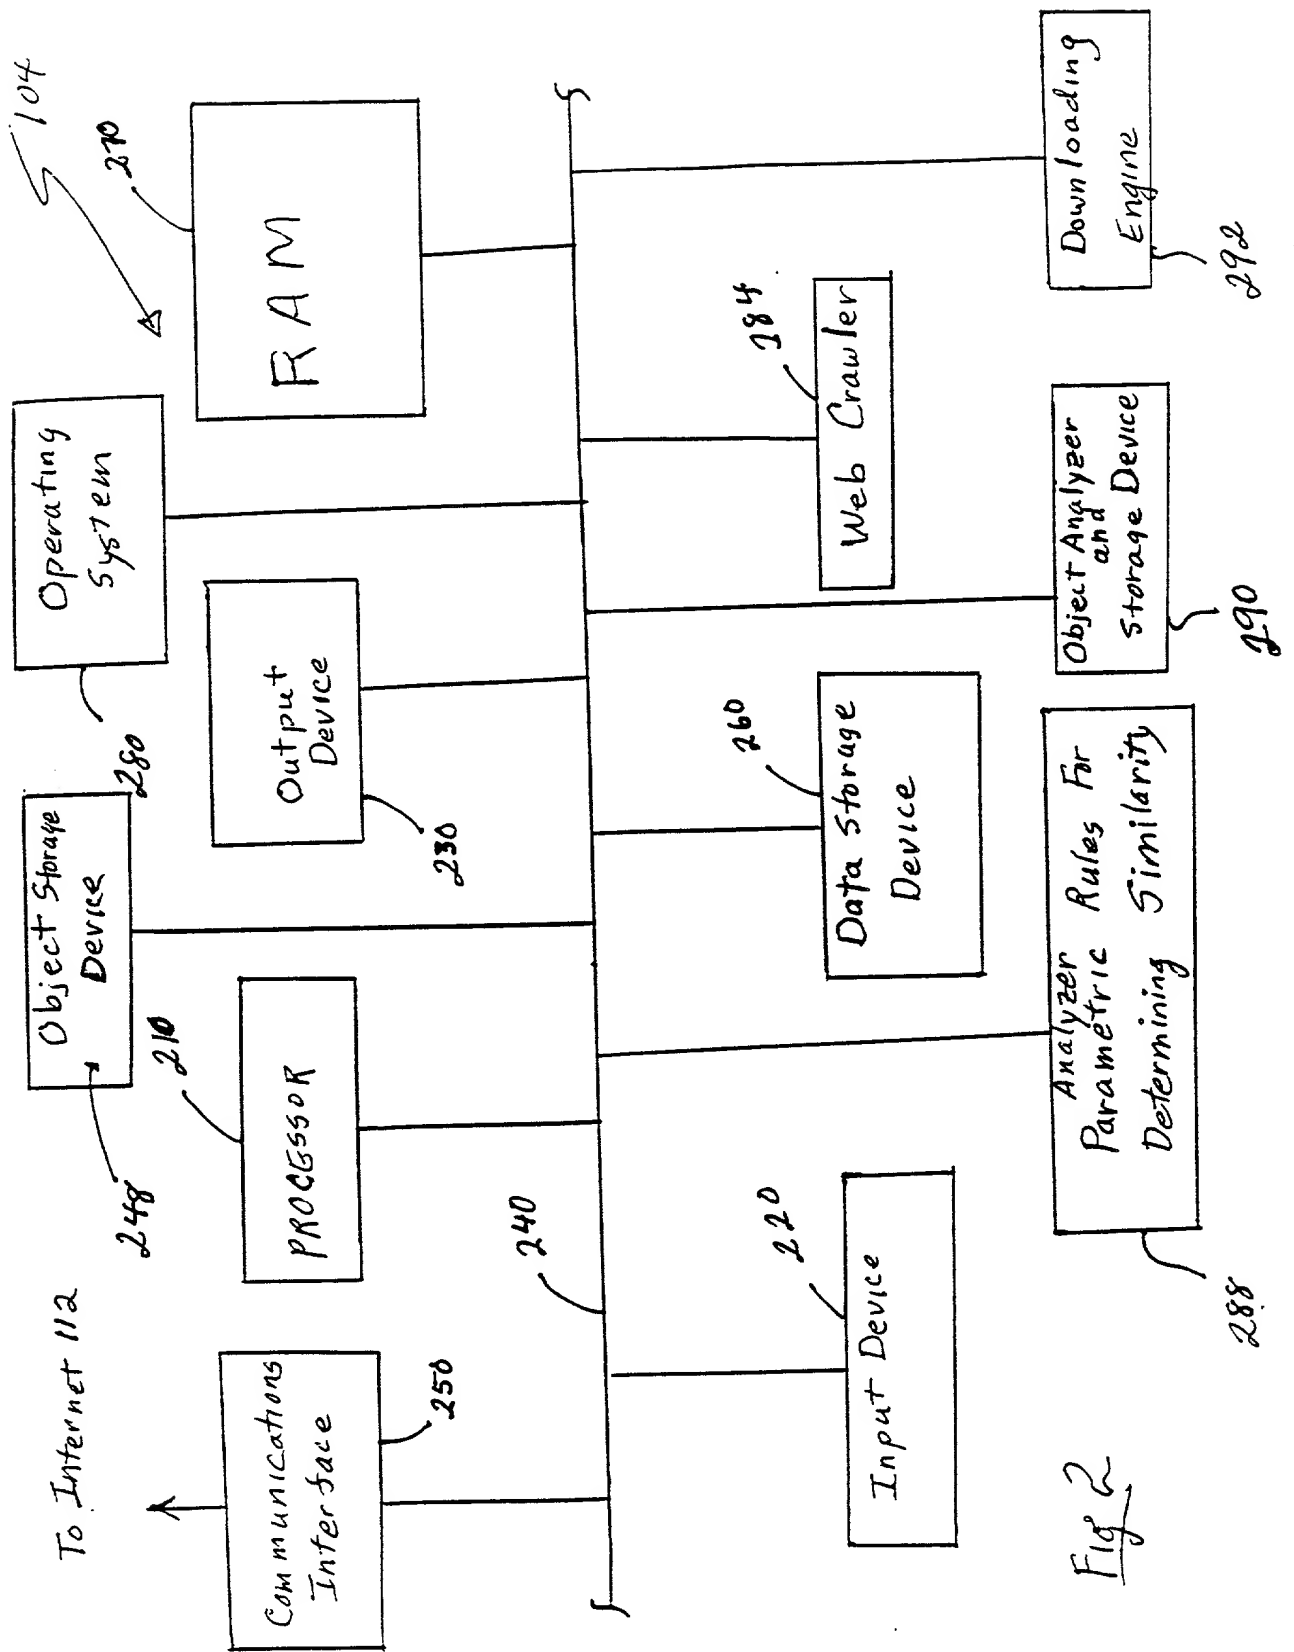 To Internet 112
Communications
Interface
250
248
Object Storage
Device
210
PROCESSOR
280
Operating
System
Output
Device
230
104
270
RAM
240
220
Input Device
260
Data Storage
Device
284
Web Crawler
Analyzer
Parametric Rules For
Determining Similarity
288
Object Analyzer
and
Storage Device
290
Downloading
Engine
292
Fig 2